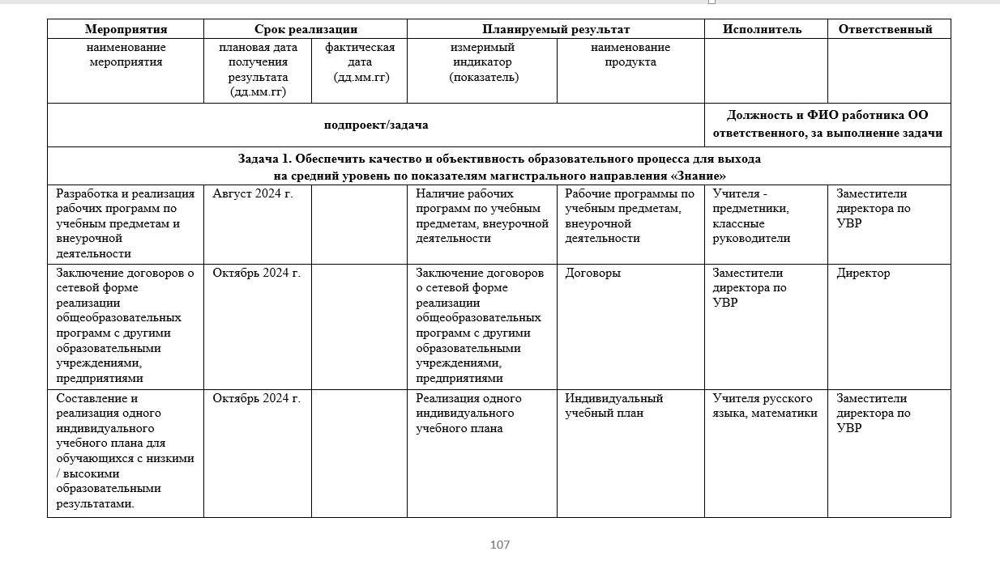 Мероприятия
Срок реализации
Планируемый результат
Исполнитель
Ответственный
наименование
мероприятия
плановая дата
получения
результата
(дд.мм.гг)
фактическая
дата
(дд.мм.гг)
измеримый
индикатор
(показатель)
наименование
продукта
подпроект/задача
Должность и ФИО работника ОО
ответственного, за выполнение задачи
Задача 1. Обеспечить качество и объективность образовательного процесса для выхода
на средний уровень по показателям магистрального направления «Знание»
Разработка и реализация
рабочих программ по
учебным предметам и
внеурочной
деятельности
Август 2024 г.
Наличие рабочих
программ по учебным
предметам, внеурочной
деятельности
Рабочие программы по
учебным предметам,
внеурочной
деятельности
Учителя -
предметники,
классные
руководители
Заместители
директора по
УВР
Заключение договоров о
сетевой форме
реализации
общеобразовательных
программ с другими
образовательными
учреждениями,
предприятиями
Октябрь 2024 г.
Заключение договоров
о сетевой форме
реализации
общеобразовательных
программ с другими
образовательными
учреждениями,
предприятиями
Договоры
Заместители
директора по
УВР
Директор
Составление и
реализация одного
индивидуального
учебного плана для
обучающихся с низкими
/ высокими
образовательными
результатами.
Октябрь 2024 г.
Реализация одного
индивидуального
учебного плана
Индивидуальный
учебный план
Учителя русского
языка, математики
Заместители
директора по
УВР
107